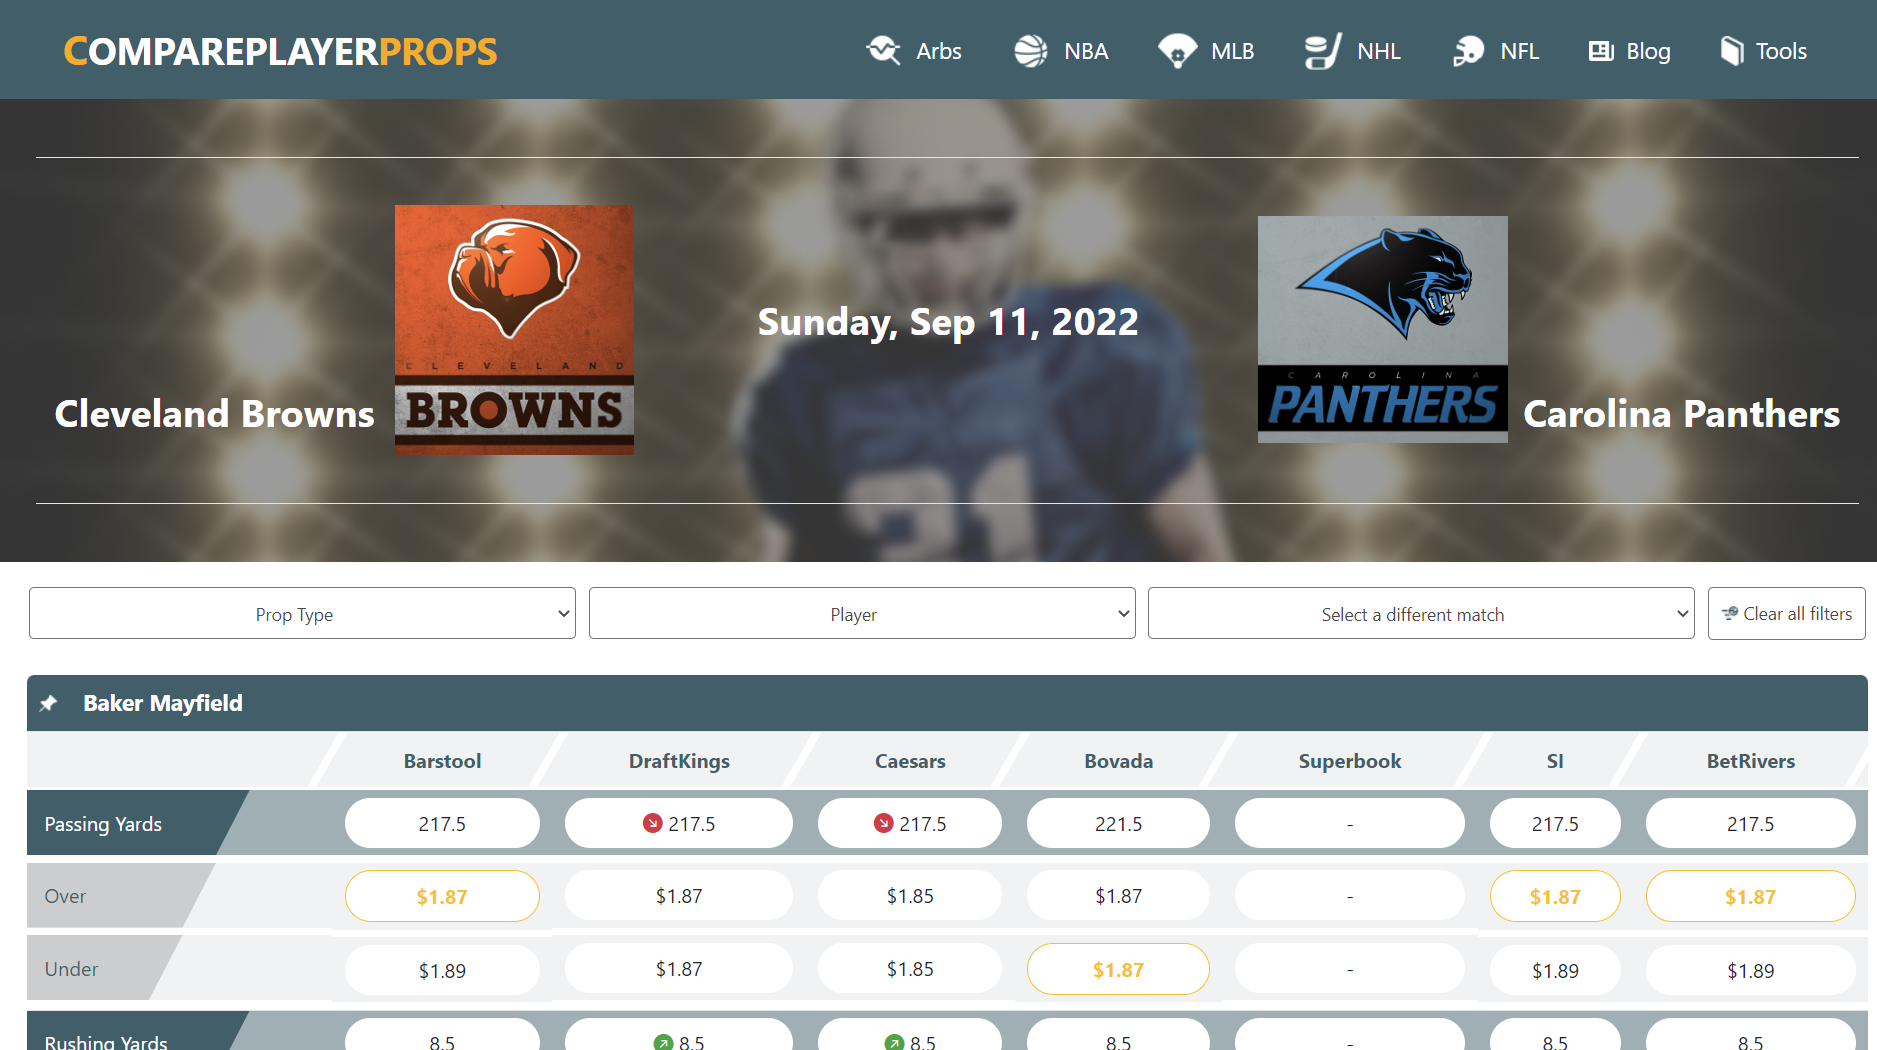 COMPAREPLAYERPROPS
Arbs
NBA
MLB
NHL
NFL
Blog
Tools
Sunday, Sep 11, 2022
CLEVELAND
BROWNS
Cleveland Browns
CAROLINA
PANTHERS
Carolina Panthers
Prop Type
Player
Select a different match
Clear all filters
Baker Mayfield
Barstool DraftKings Caesars Bovada Superbook SI BetRivers
Passing Yards 217.5 217.5 217.5 221.5 - 217.5 217.5
Over $1.87 $1.87 $1.85 $1.87 - $1.87 $1.87
Under $1.89 $1.87 $1.85 $1.87 - $1.89 $1.89
Rushing Yards 8.5 8.5 8.5 8.5 - 8.5 8.5